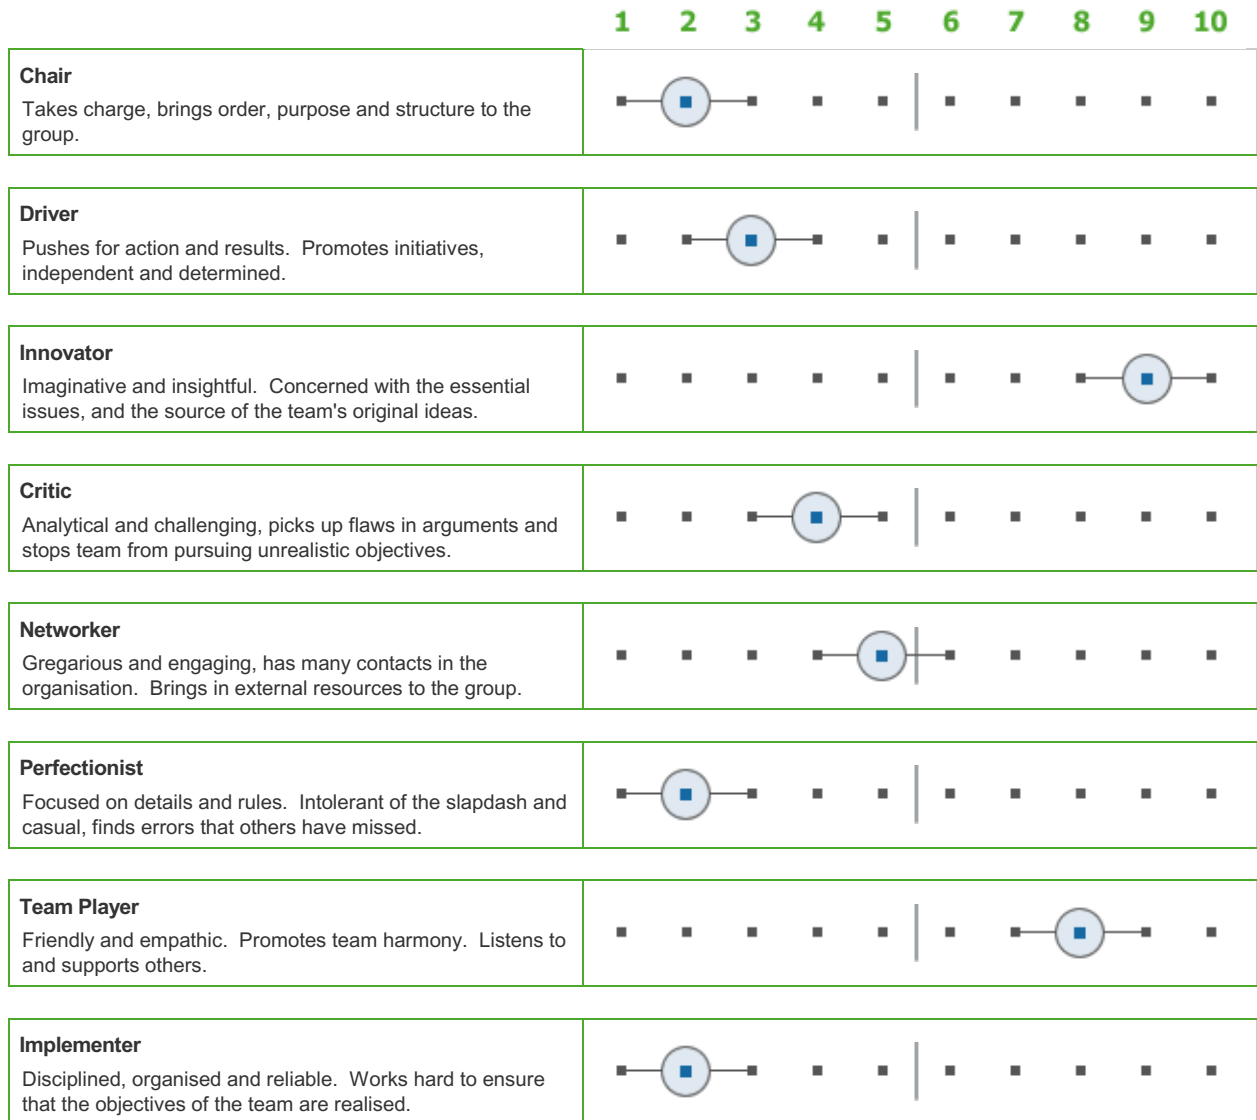 1 2 3 4 5 6 7 8 9 10
Chair
Takes charge, brings order, purpose and structure to the
group.
Driver
Pushes for action and results.  Promotes initiatives,
independent and determined.
Innovator
Imaginative and insightful.  Concerned with the essential
issues, and the source of the team's original ideas.
Critic
Analytical and challenging, picks up flaws in arguments and
stops team from pursuing unrealistic objectives.
Networker
Gregarious and engaging, has many contacts in the
organisation.  Brings in external resources to the group.
Perfectionist
Focused on details and rules.  Intolerant of the slapdash and
casual, finds errors that others have missed.
Team Player
Friendly and empathic.  Promotes team harmony.  Listens to
and supports others.
Implementer
Disciplined, organised and reliable.  Works hard to ensure
that the objectives of the team are realised.